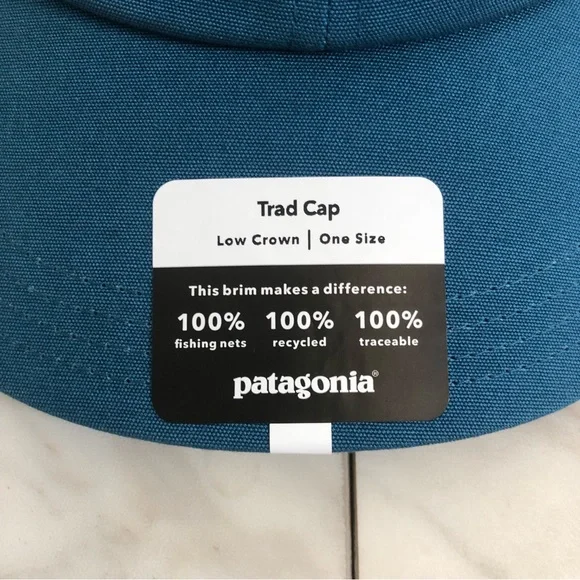 Trad Cap
Low Crown | One Size
This brim makes a difference:
100% 100% 100%
fishing nets recycled traceable
patagonia®